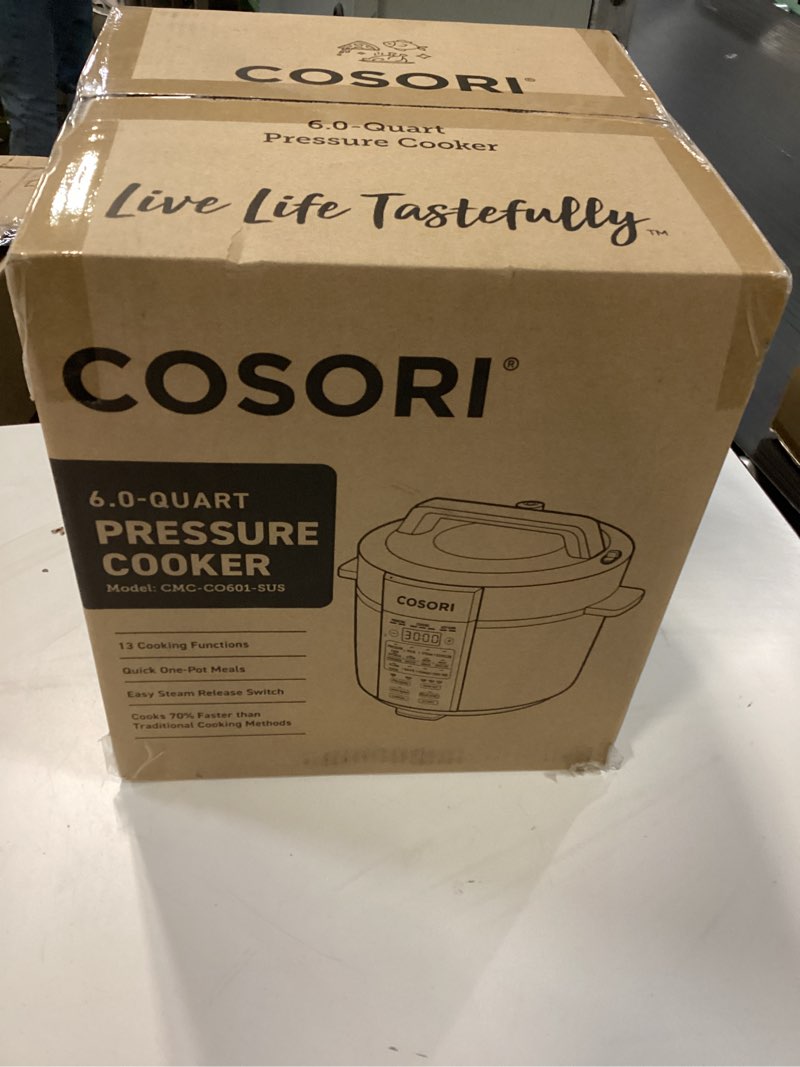 COSORI®
6.0-Quart
Pressure Cooker
Live Life Tastefully™
COSORI®
6.0-QUART
PRESSURE
COOKER
Model: CMC-CO601-SUS
13 Cooking Functions
Quick One-Pot Meals
Easy Steam Release Switch
Cooks 70% Faster than
Traditional Cooking Methods
COSORI
3000